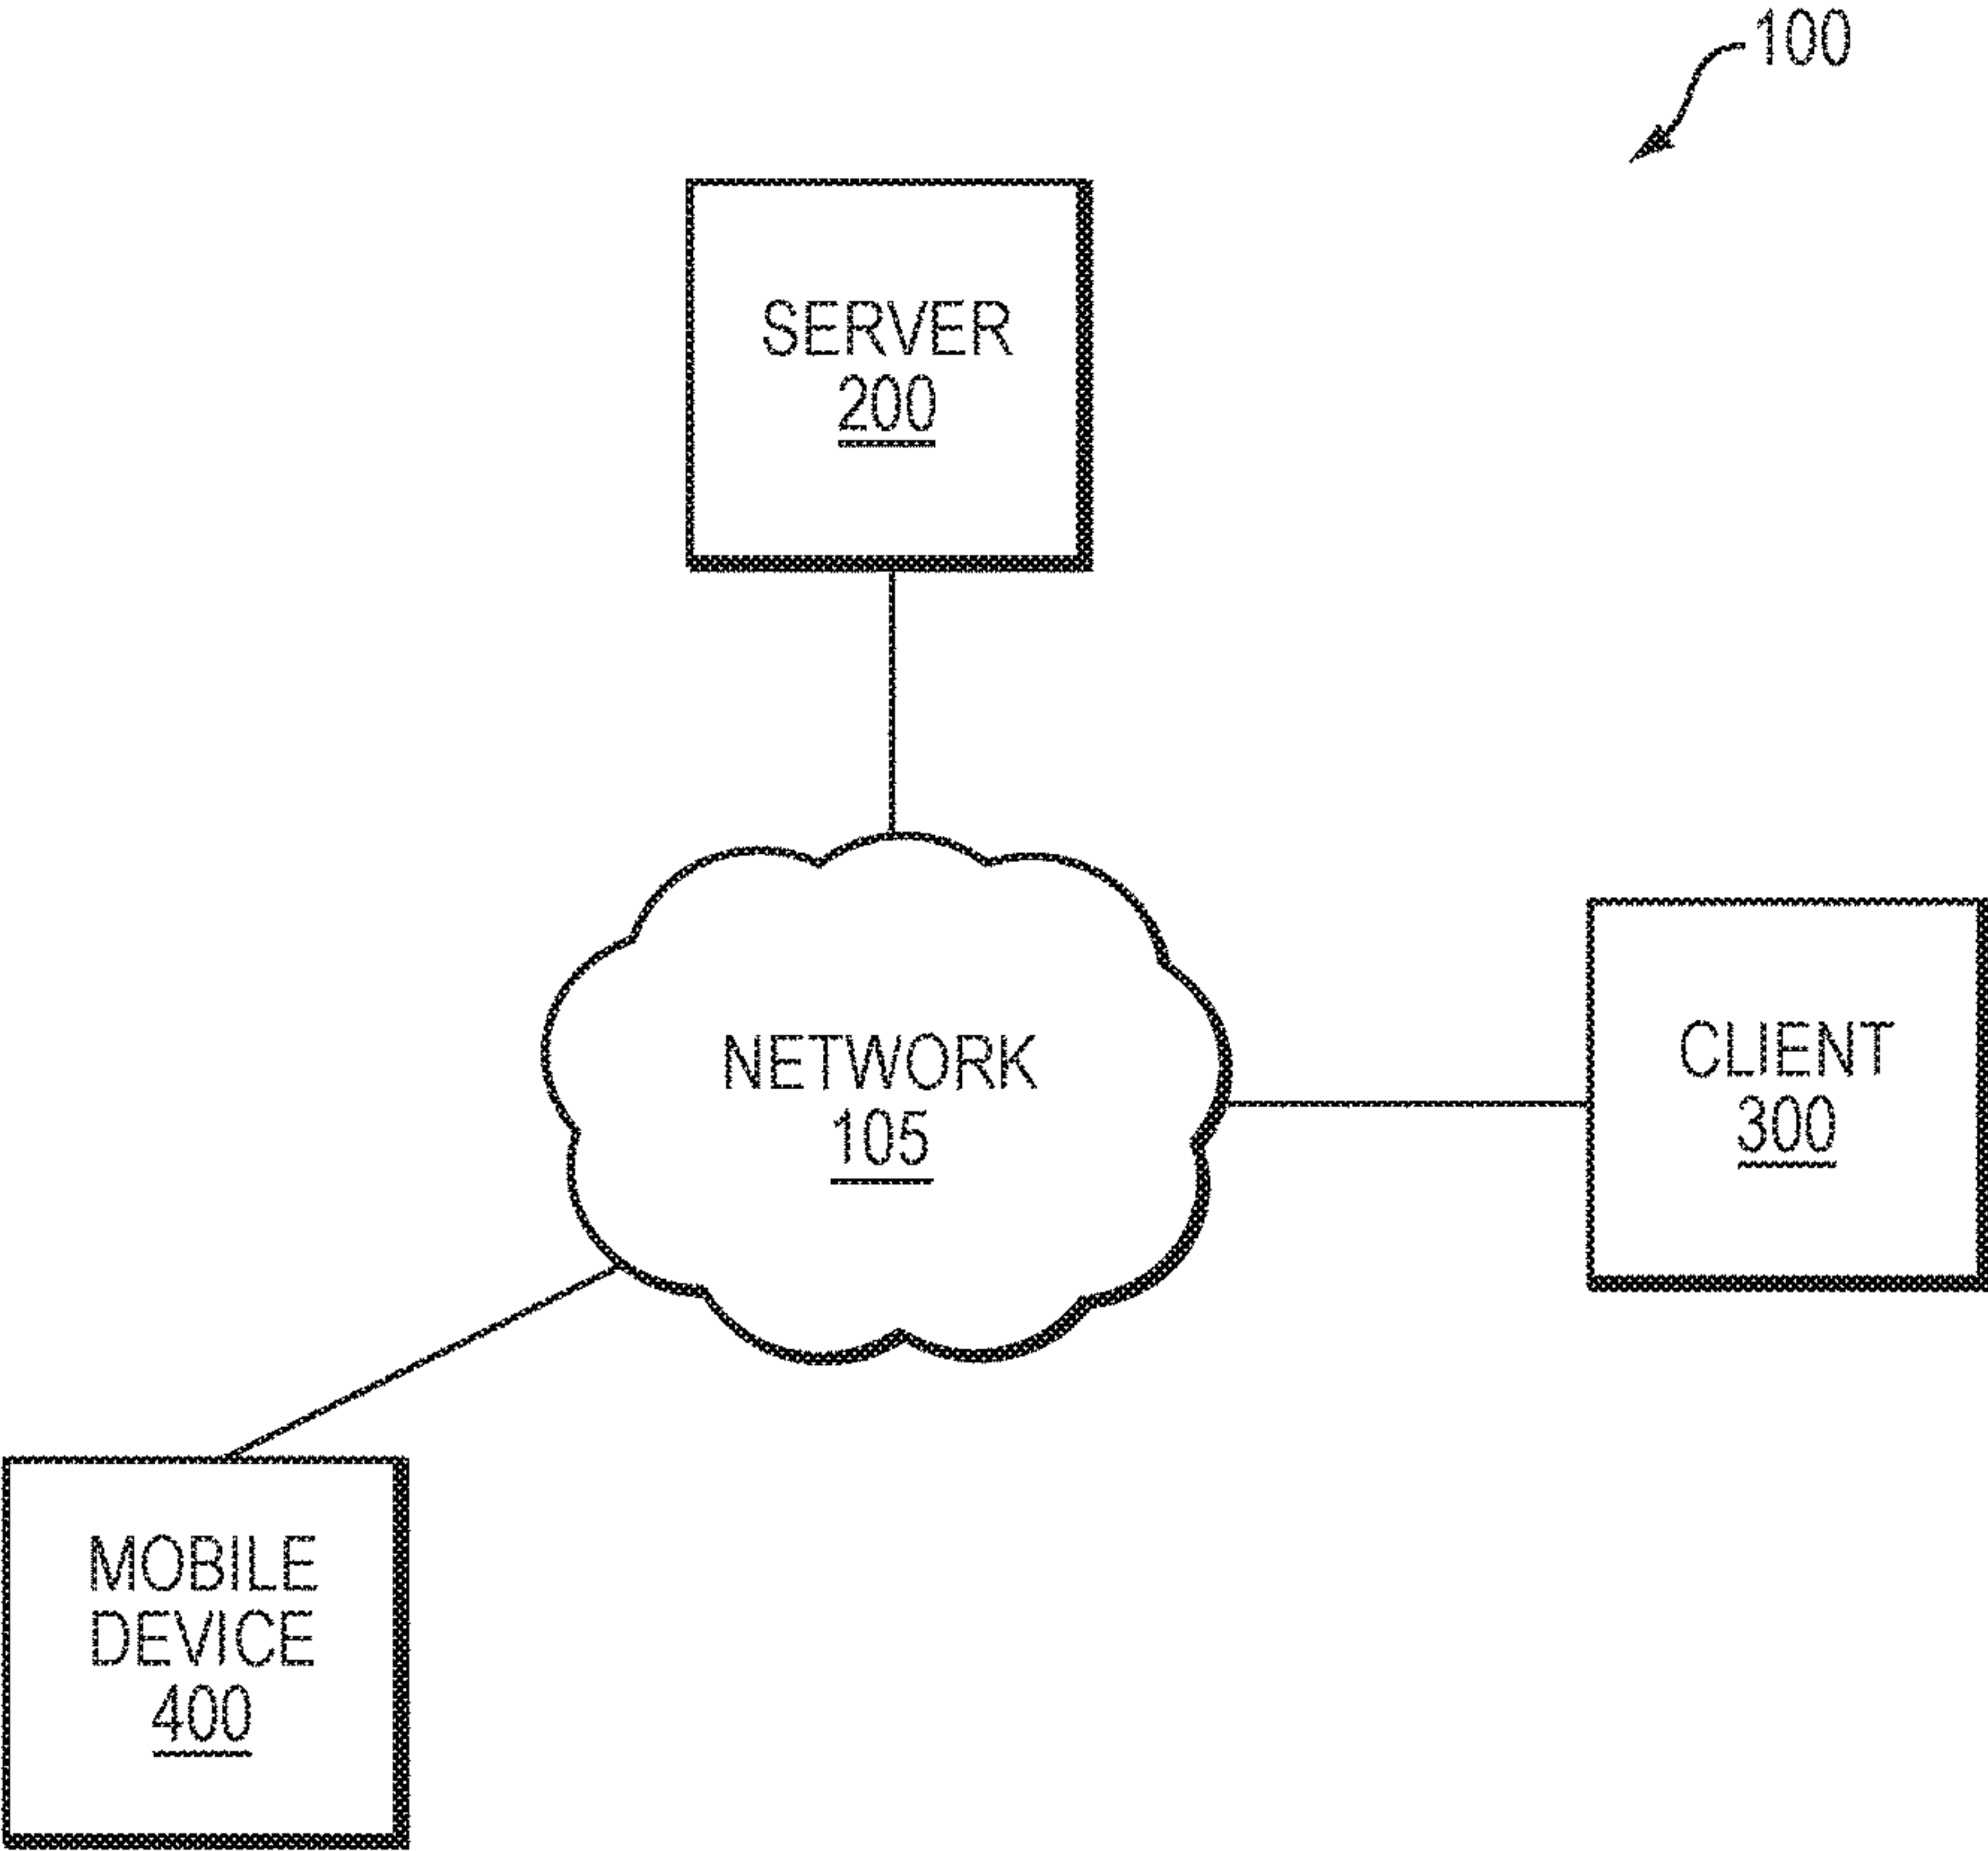 100
SERVER
200
NETWORK
105
CLIENT
300
MOBILE
DEVICE
400